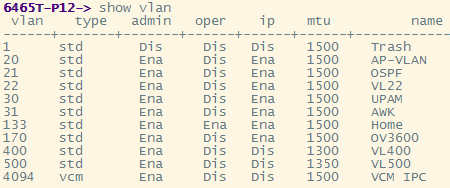 6465T-P12-> show vlan
vlan type admin oper ip mtu name
------+-------+-------+------+------+------+------------------
1 std Dis Dis Dis 1500 Trash
20 std Ena Dis Ena 1500 AP-VLAN
21 std Ena Dis Ena 1500 OSPF
22 std Ena Dis Ena 1500 VL22
30 std Ena Dis Ena 1500 UPAM
31 std Ena Dis Ena 1500 AWK
133 std Ena Ena Ena 1500 Home
170 std Ena Dis Ena 1500 OV3600
400 std Ena Dis Dis 1300 VL400
500 std Ena Dis Dis 1350 VL500
4094 vcm Ena Dis Dis 1500 VCM IPC